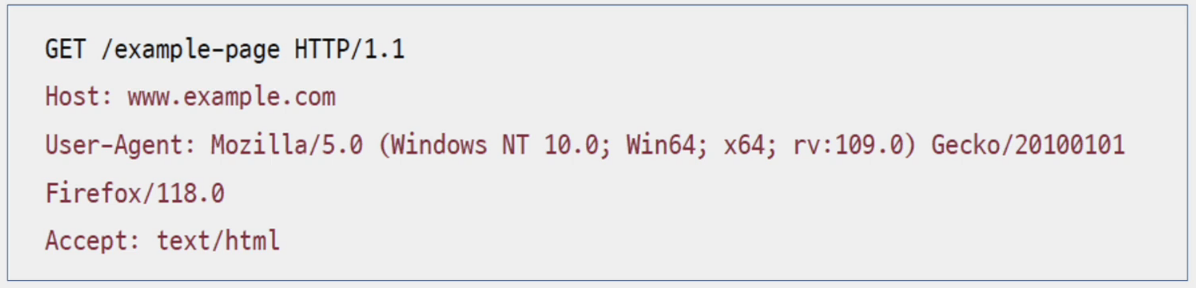 GET /example-page HTTP/1.1
Host: www.example.com
User-Agent: Mozilla/5.0 (Windows NT 10.0; Win64; x64; rv:109.0) Gecko/20100101
Firefox/118.0
Accept: text/html